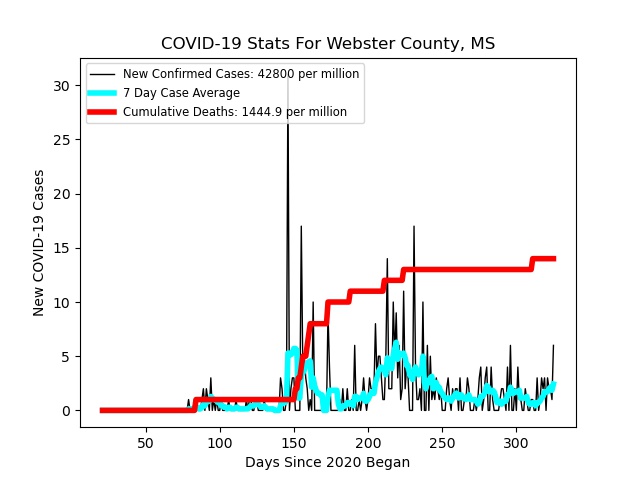 COVID-19 Stats For Webster County, MS
New Confirmed Cases: 42800 per million
7 Day Case Average
Cumulative Deaths: 1444.9 per million
New COVID-19 Cases
30
25
20
15
10
5
0
50 100 150 200 250 300
Days Since 2020 Began